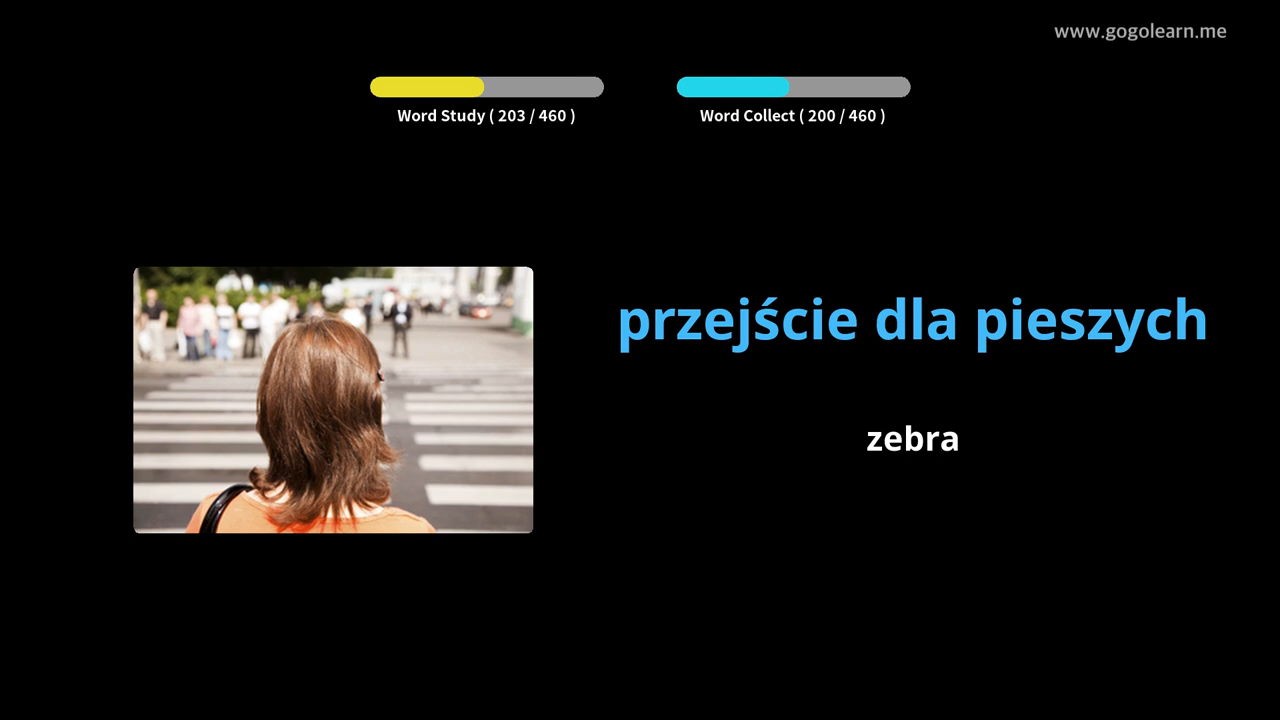 www.gogolearn.me
Word Study ( 203 / 460 )
Word Collect ( 200 / 460 )
przejście dla pieszych
zebra